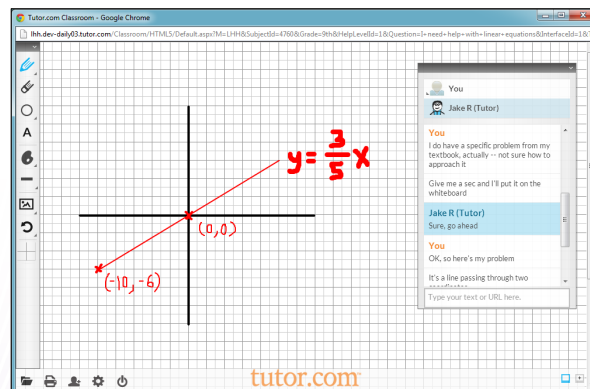 Tutor.com Classroom - Google Chrome
lhh.dev-daily03.tutor.com/Classroom/HTML5/Default.aspx?M=LHH&SubjectId=4760&Grade=9th&HelpLevelId=1&Question=I+need+help+with+linear+equations&InterfaceId=1&
You
Jake R (Tutor)
You
I do have a specific problem from my
textbook, actually -- not sure how to
approach it
Give me a sec and I'll put it on the
whiteboard
Jake R (Tutor)
Sure, go ahead
You
OK, so here's my problem
It's a line passing through two
Type your text or URL here.
A
y = 3/5 x
(0,0)
(-10,-6)
tutor.com